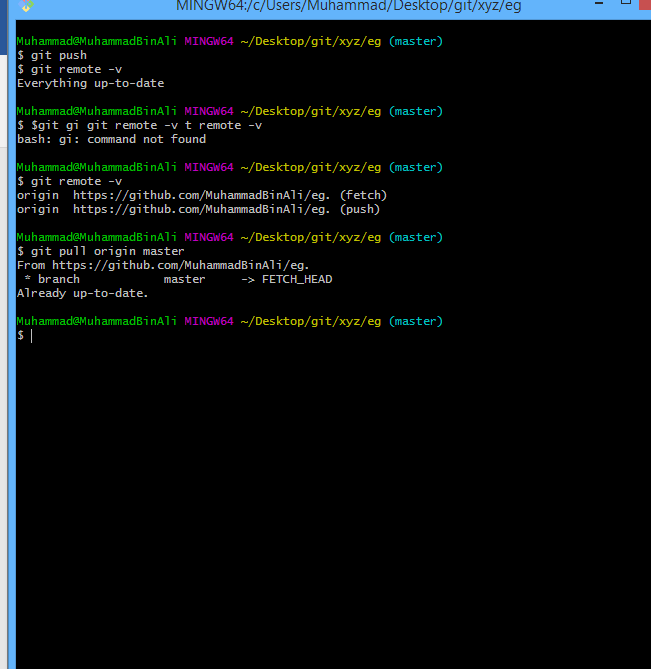 MINGW64:/c/Users/Muhammad/Desktop/git/xyz/eg
Muhammad@MuhammadBinAli MINGW64 ~/Desktop/git/xyz/eg (master)
$ git push
$ git remote -v
Everything up-to-date
Muhammad@MuhammadBinAli MINGW64 ~/Desktop/git/xyz/eg (master)
$ $git gi git remote -v t remote -v
bash: gi: command not found
Muhammad@MuhammadBinAli MINGW64 ~/Desktop/git/xyz/eg (master)
$ git remote -v
origin  https://github.com/MuhammadBinAli/eg. (fetch)
origin  https://github.com/MuhammadBinAli/eg. (push)
Muhammad@MuhammadBinAli MINGW64 ~/Desktop/git/xyz/eg (master)
$ git pull origin master
From https://github.com/MuhammadBinAli/eg.
 * branch            master     -> FETCH_HEAD
Already up-to-date.
Muhammad@MuhammadBinAli MINGW64 ~/Desktop/git/xyz/eg (master)
$